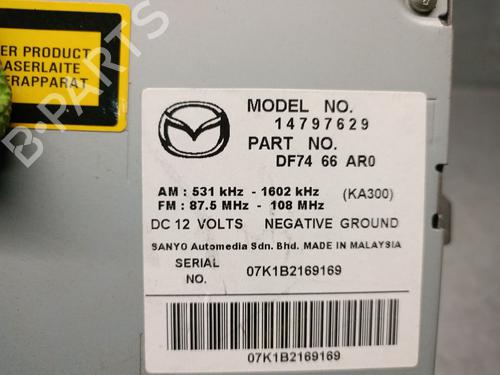 ER PRODUCT
LASERLAITE
ERAPPARAT
B-PARTS
MODEL NO.
14797629
PART NO.
DF74 66 AR0
AM : 531 kHz - 1602 kHz (KA300)
FM : 87.5 MHz - 108 MHz
DC 12 VOLTS NEGATIVE GROUND
SANYO Automedia Sdn. Bhd. MADE IN MALAYSIA
SERIAL NO. 07K1B2169169
07K1B2169169